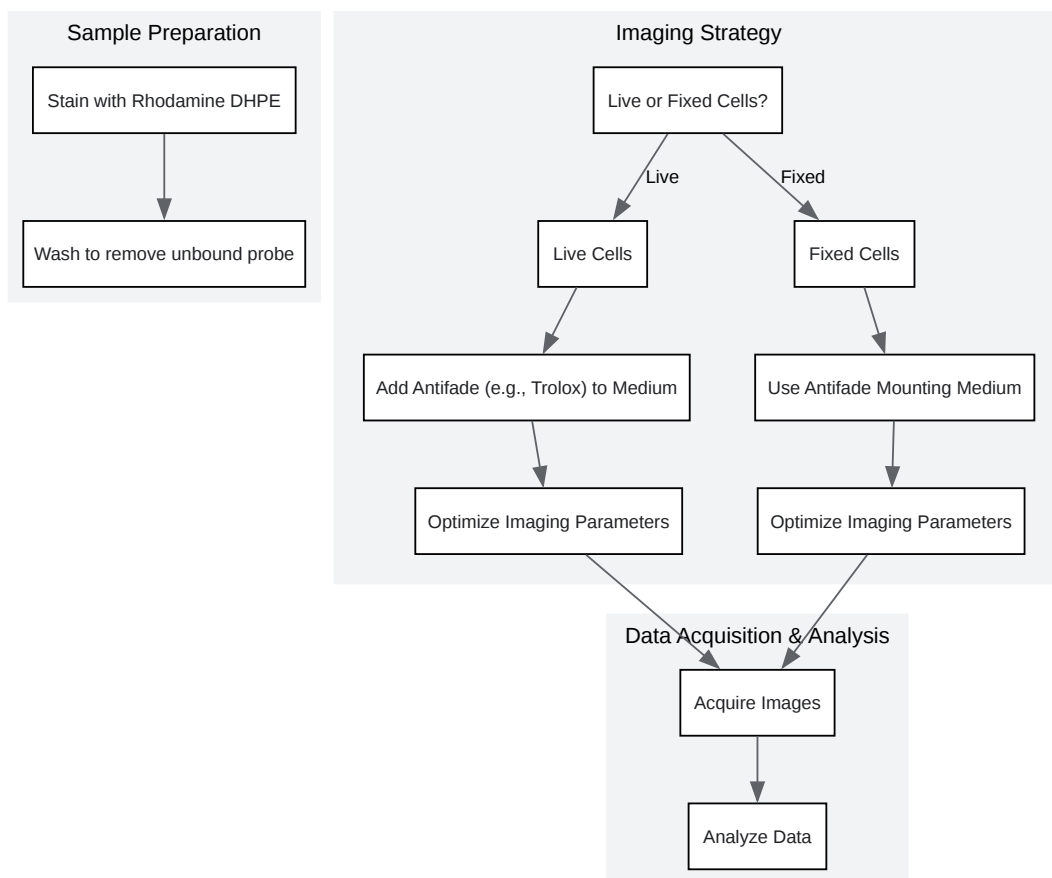 Sample Preparation
Stain with Rhodamine DHPE
Wash to remove unbound probe
Imaging Strategy
Live or Fixed Cells?
Live
Fixed
Live Cells
Fixed Cells
Add Antifade (e.g., Trolox) to Medium
Use Antifade Mounting Medium
Optimize Imaging Parameters
Optimize Imaging Parameters
Data Acquisition & Analysis
Acquire Images
Analyze Data